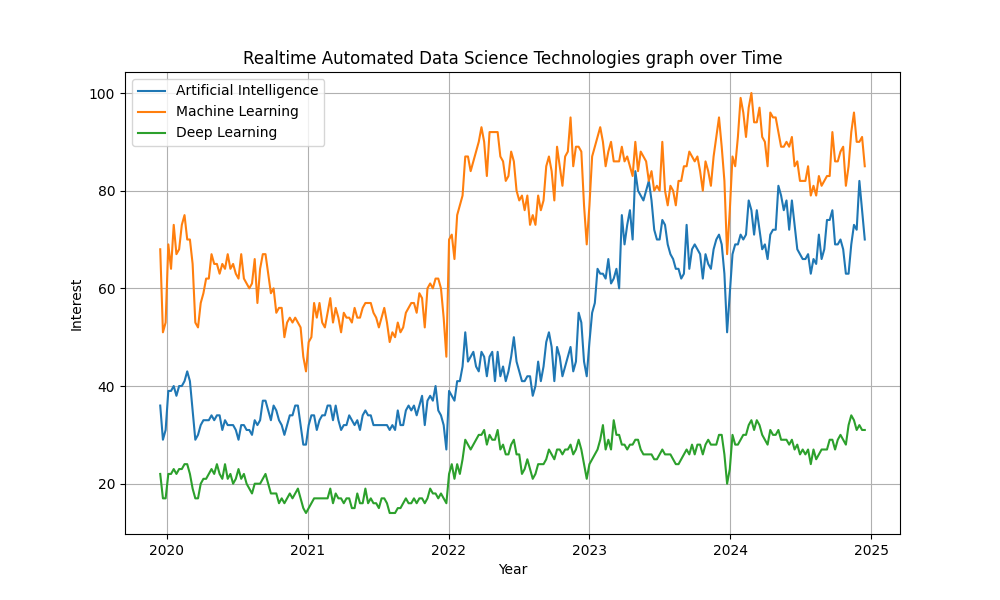 Realtime Automated Data Science Technologies graph over Time
Artificial Intelligence
Machine Learning
Deep Learning
100
80
60
40
20
Interest
2020 2021 2022 2023 2024 2025
Year